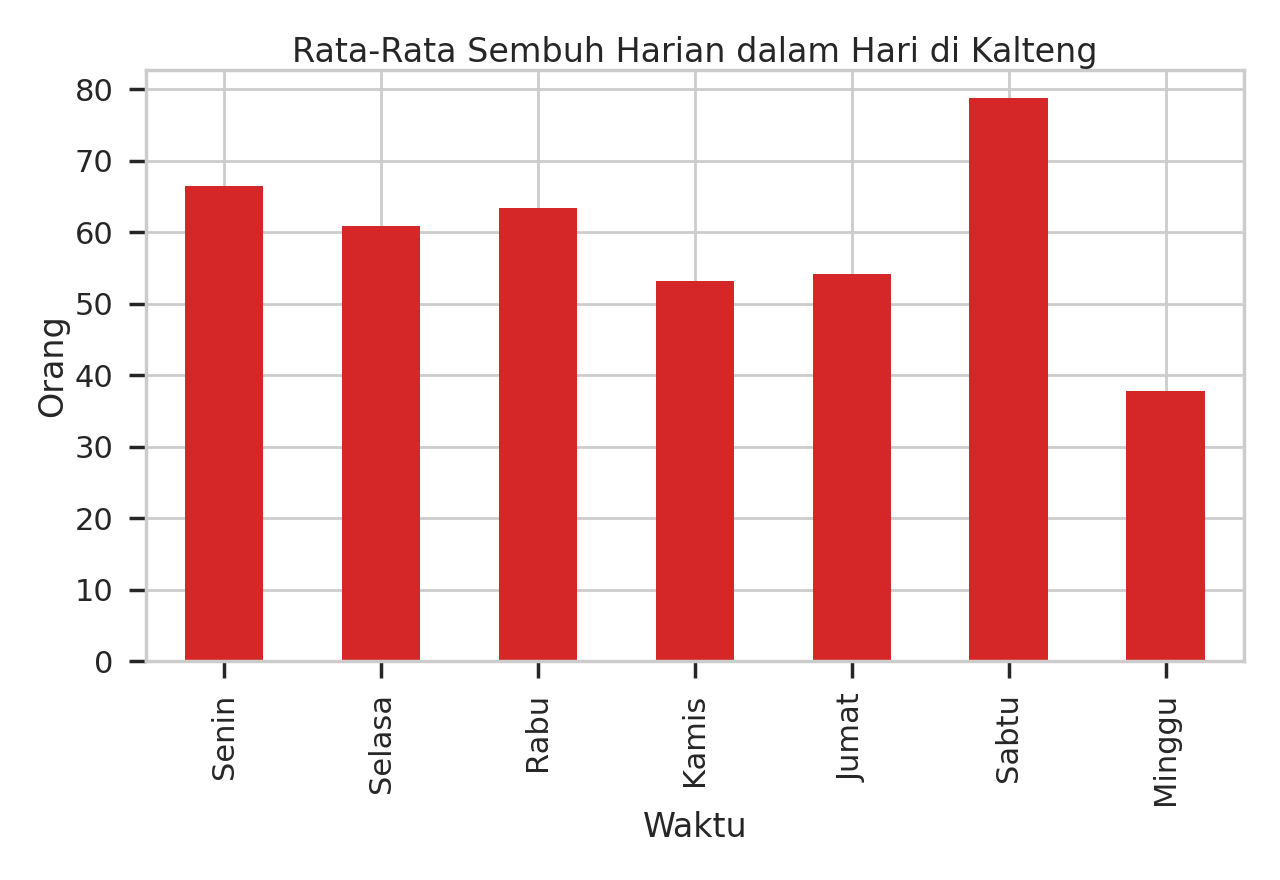 Rata-Rata Sembuh Harian dalam Hari di Kalteng
80
70
60
50
40
30
20
10
0
Orang
Senin
Selasa
Rabu
Kamis
Jumat
Sabtu
Minggu
Waktu